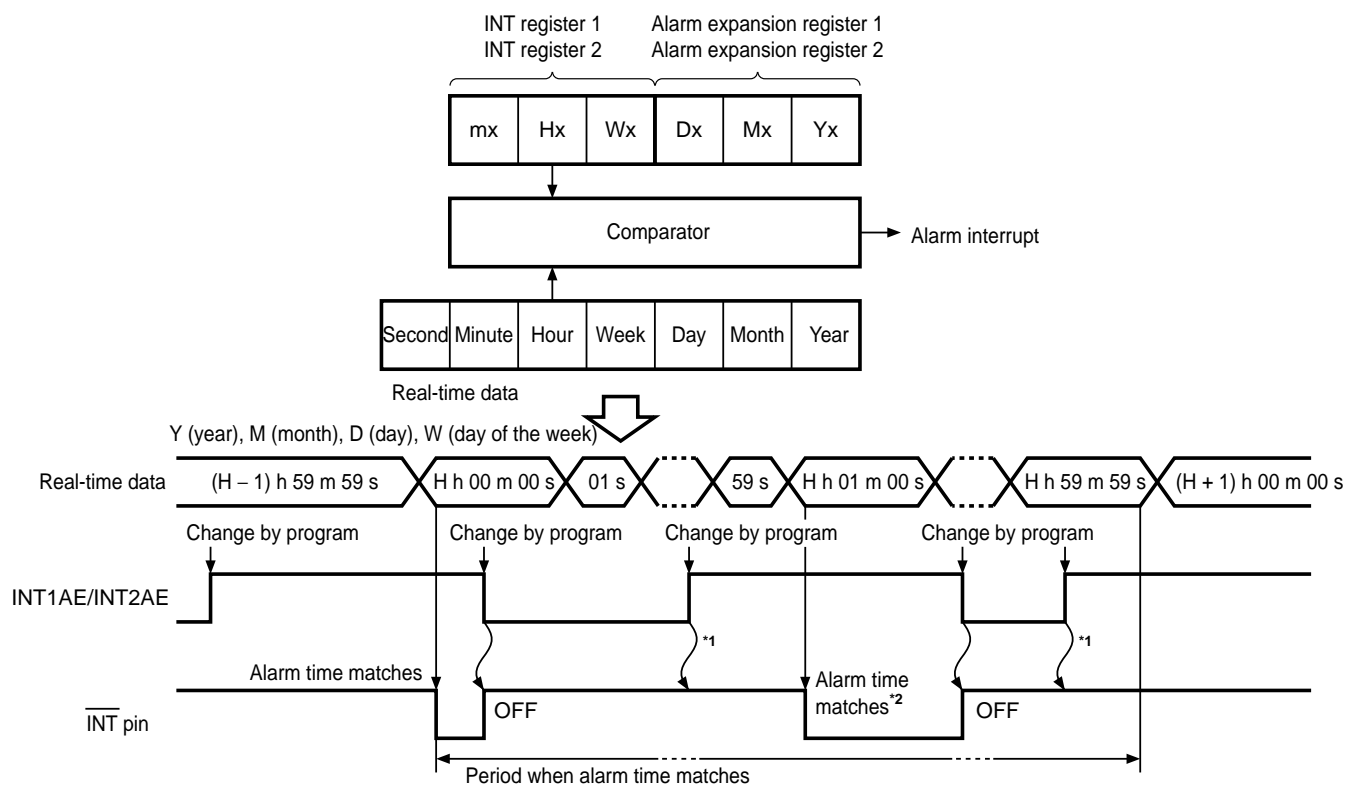 INT register 1 Alarm expansion register 1
INT register 2 Alarm expansion register 2
mx Hx Wx Dx Mx Yx
Comparator
Alarm interrupt
Second Minute Hour Week Day Month Year
Real-time data
Y (year), M (month), D (day), W (day of the week)
Real-time data (H − 1) h 59 m 59 s H h 00 m 00 s 01 s 59 s H h 01 m 00 s H h 59 m 59 s (H + 1) h 00 m 00 s
Change by program Change by program Change by program Change by program
INT1AE/INT2AE
*1 *1
Alarm time matches Alarm time
matches*2
OFF OFF
INT pin
Period when alarm time matches